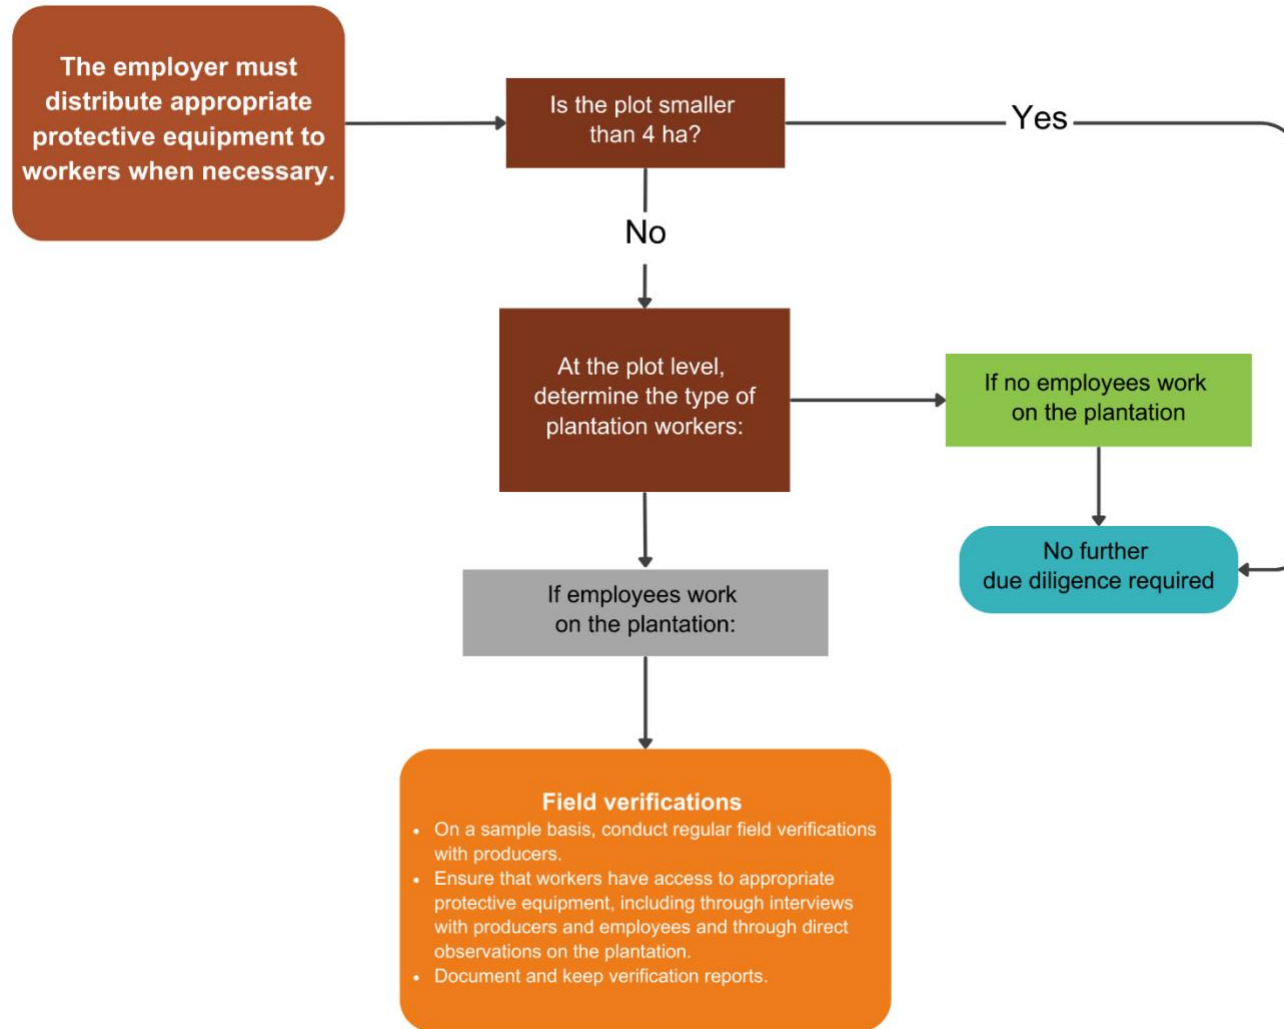 The employer must
distribute appropriate
protective equipment to
workers when necessary.
Is the plot smaller
than 4 ha?
Yes
No
At the plot level,
determine the type of
plantation workers:
If no employees work
on the plantation
No further
due diligence required
If employees work
on the plantation:
Field verifications
• On a sample basis, conduct regular field verifications
with producers.
• Ensure that workers have access to appropriate
protective equipment, including through interviews
with producers and employees and through direct
observations on the plantation.
• Document and keep verification reports.